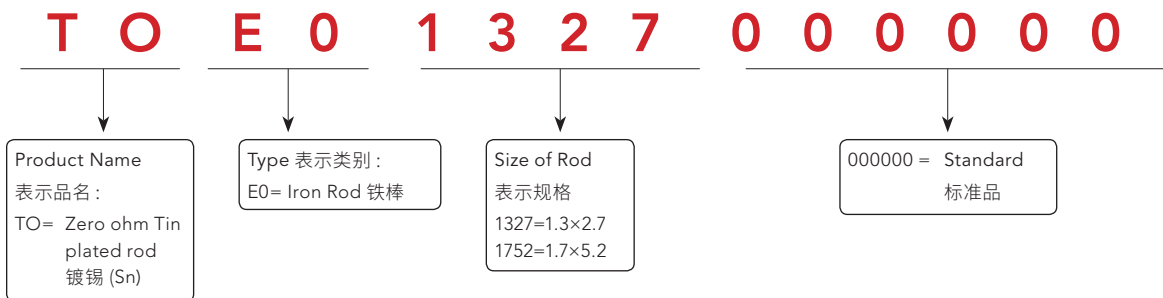 T O E 0 1 3 2 7 0 0 0 0 0 0
Product Name
表示品名 :
TO= Zero ohm Tin
plated rod
镀锡 (Sn)
Type 表示类别 :
E0= Iron Rod 铁棒
Size of Rod
表示规格
1327=1.3×2.7
1752=1.7×5.2
000000 = Standard
标准品